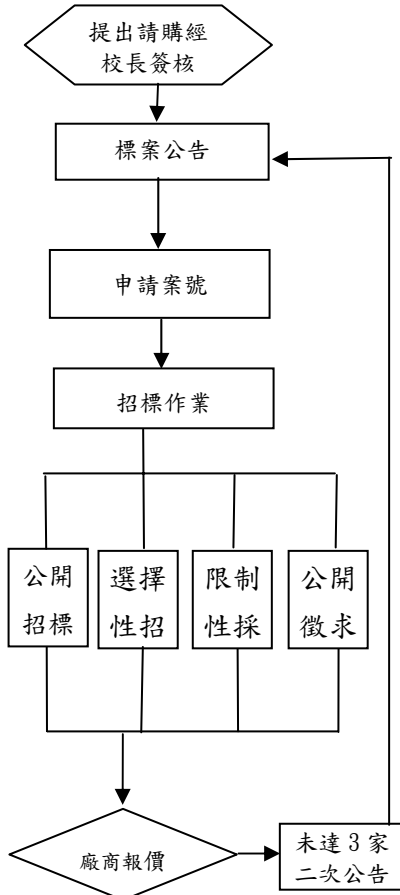 提出請購經
校長簽核
標案公告
申請案號
招標作業
公開
招標
選擇
性招
限制
性採
公開
徵求
廠商報價
未達3家
二次公告